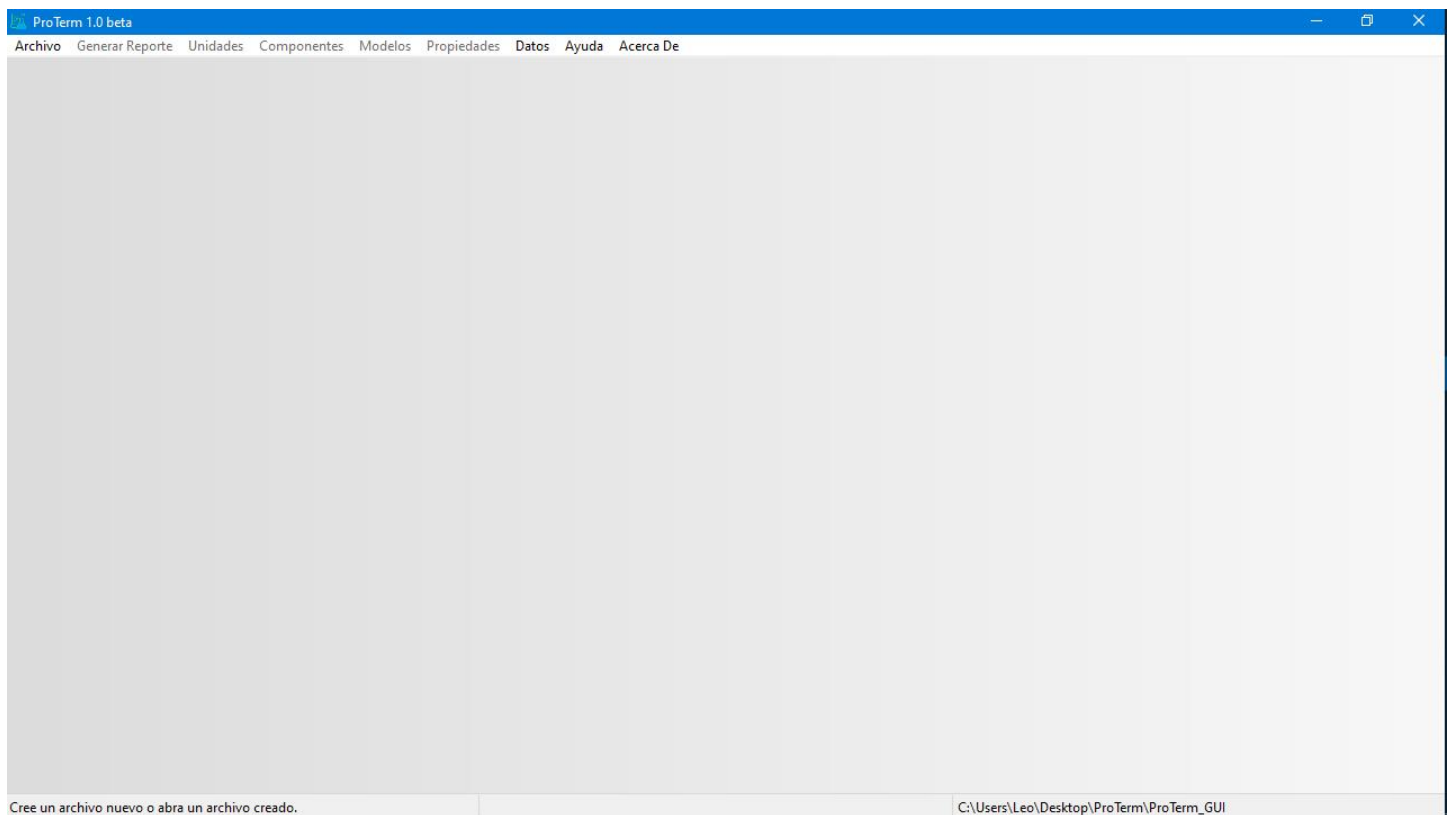 ProTerm 1.0 beta
Archivo Generar Reporte Unidades Componentes Modelos Propiedades Datos Ayuda Acerca De
Cree un archivo nuevo o abra un archivo creado. C:\Users\Leo\Desktop\ProTerm\ProTerm_GUI